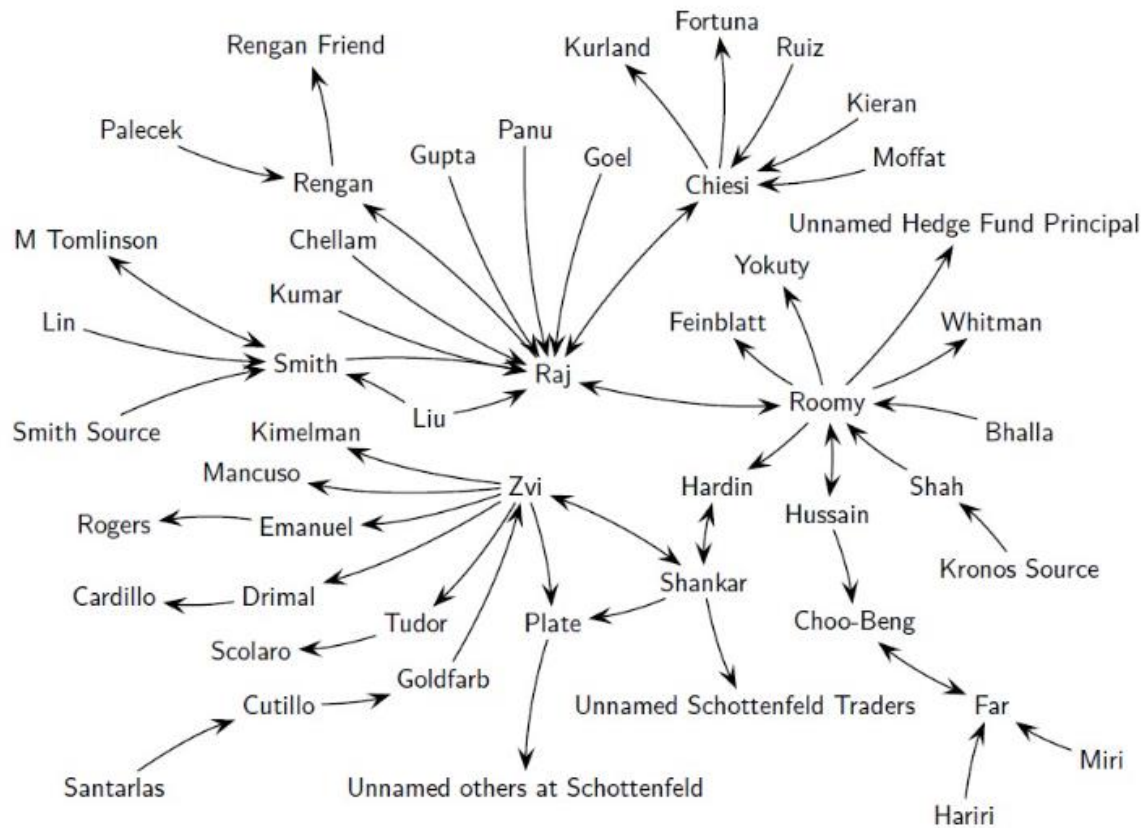 Fortuna
Rengan Friend
Kurland
Ruiz
Palecek
Panu
Kieran
Gupta
Goel
Moffat
Rengan
Chiesi
M Tomlinson
Chellam
Unnamed Hedge Fund Principal
Yokuty
Kumar
Lin
Feinblatt
Whitman
Smith
Raj
Roomy
Smith Source
Liu
Bhalla
Kimelman
Mancuso
Zvi
Hardin
Shah
Rogers
Emanuel
Hussain
Kronos Source
Shankar
Cardillo
Drimal
Tudor
Plate
Choo-Beng
Scolaro
Goldfarb
Cutillo
Unnamed Schottenfeld Traders
Far
Miri
Santarlas
Unnamed others at Schottenfeld
Hariri